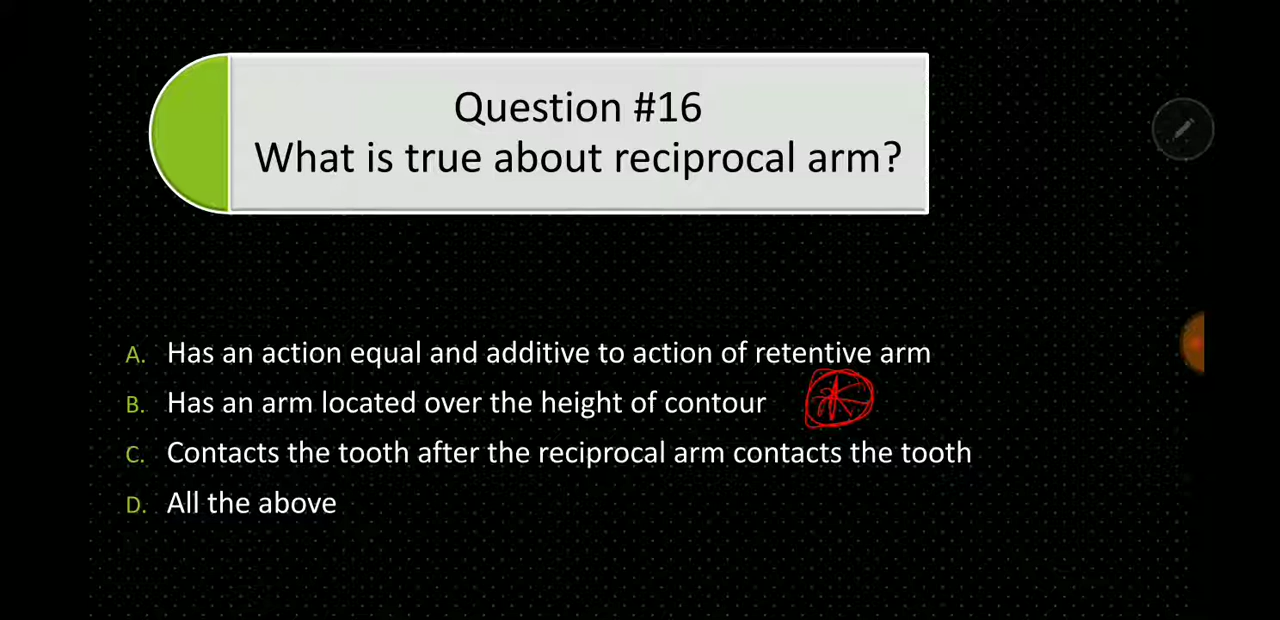 Question #16
What is true about reciprocal arm?
A. Has an action equal and additive to action of retentive arm
B. Has an arm located over the height of contour
C. Contacts the tooth after the reciprocal arm contacts the tooth
D. All the above